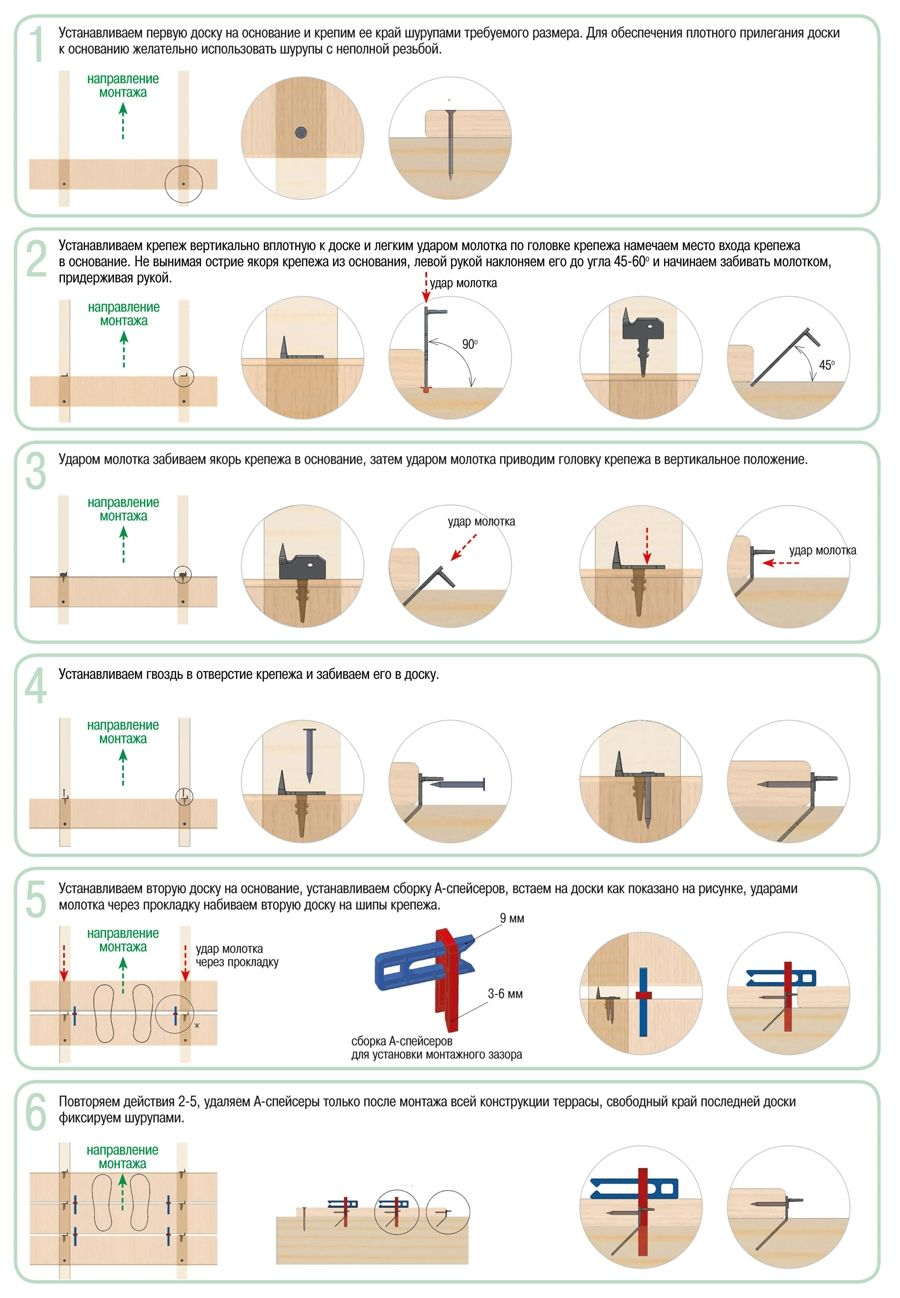 1
Устанавливаем первую доску на основание и крепим ее край шурупами требуемого размера. Для обеспечения плотного прилегания доски
к основанию желательно использовать шурупы с неполной резьбой.
направление
монтажа
2
Устанавливаем крепеж вертикально вплотную к доске и легким ударом молотка по головке крепежа намечаем место входа крепежа
в основание. Не вынимая острие якоря крепежа из основания, левой рукой наклоняем его до угла 45-60º и начинаем забивать молотком,
придерживая рукой.
удар молотка
направление
монтажа
90º
45º
3
Ударом молотка забиваем якорь крепежа в основание, затем ударом молотка приводим головку крепежа в вертикальное положение.
направление
монтажа
удар молотка
удар молотка
4
Устанавливаем гвоздь в отверстие крепежа и забиваем его в доску.
направление
монтажа
5
Устанавливаем вторую доску на основание, устанавливаем сборку А-спейсеров, встаем на доски как показано на рисунке, ударами
молотка через прокладку набиваем вторую доску на шипы крепежа.
направление
монтажа
удар молотка
через прокладку
*
9 мм
3-6 мм
сборка А-спейсеров
для установки монтажного зазора
6
Повторяем действия 2-5, удаляем А-спейсеры только после монтажа всей конструкции террасы, свободный край последней доски
фиксируем шурупами.
направление
монтажа